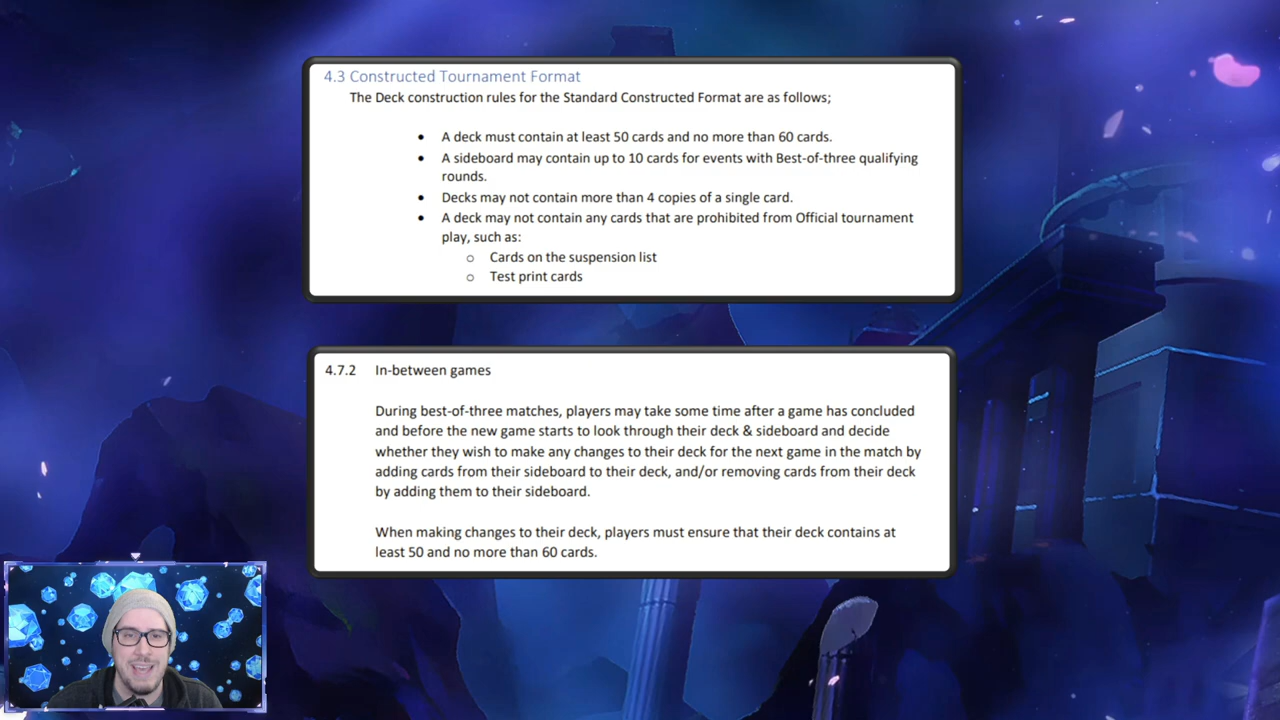 4.3 Constructed Tournament Format
The Deck construction rules for the Standard Constructed Format are as follows;
• A deck must contain at least 50 cards and no more than 60 cards.
• A sideboard may contain up to 10 cards for events with Best-of-three qualifying
rounds.
• Decks may not contain more than 4 copies of a single card.
• A deck may not contain any cards that are prohibited from Official tournament
play, such as:
o Cards on the suspension list
o Test print cards
4.7.2 In-between games
During best-of-three matches, players may take some time after a game has concluded
and before the new game starts to look through their deck & sideboard and decide
whether they wish to make any changes to their deck for the next game in the match by
adding cards from their sideboard to their deck, and/or removing cards from their deck
by adding them to their sideboard.
When making changes to their deck, players must ensure that their deck contains at
least 50 and no more than 60 cards.